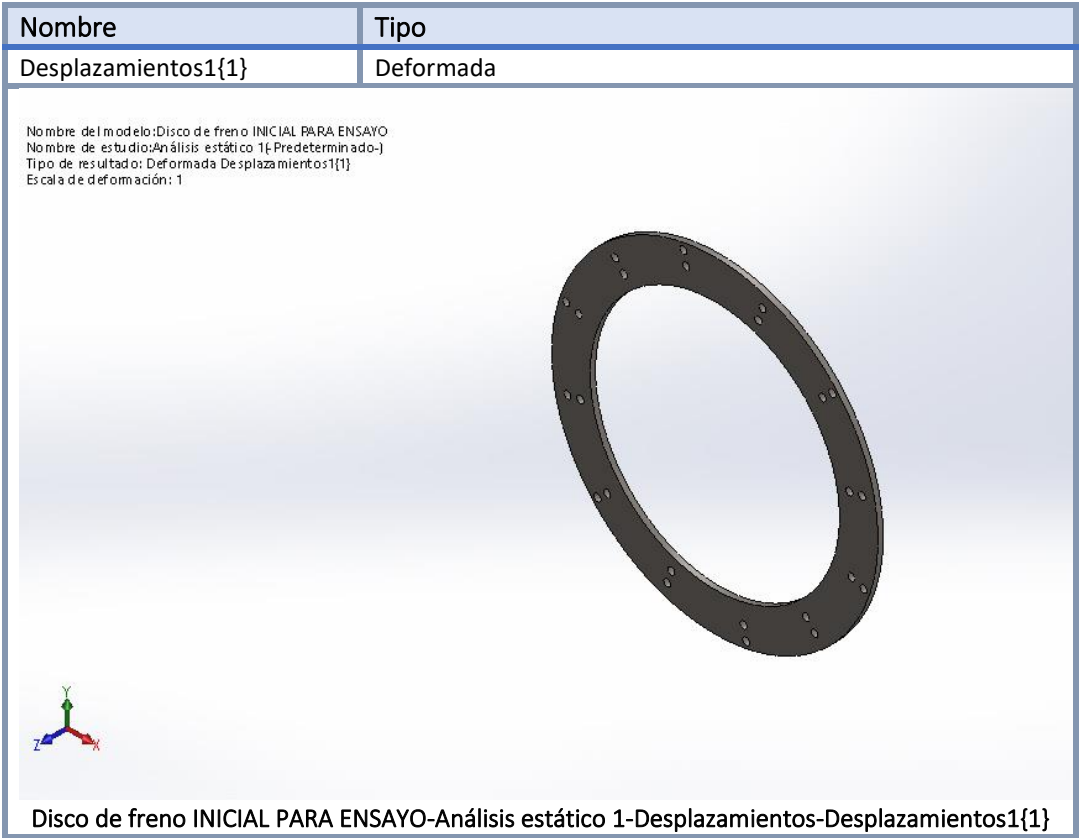 Nombre Tipo
Desplazamientos1{1} Deformada
Nombre del modelo:Disco de freno INICIAL PARA ENSAYO
Nombre de estudio:Análisis estático 1(-Predeterminado-)
Tipo de resultado: Deformada Desplazamientos1{1}
Escala de deformación: 1
Y
Z X
Disco de freno INICIAL PARA ENSAYO-Análisis estático 1-Desplazamientos-Desplazamientos1{1}